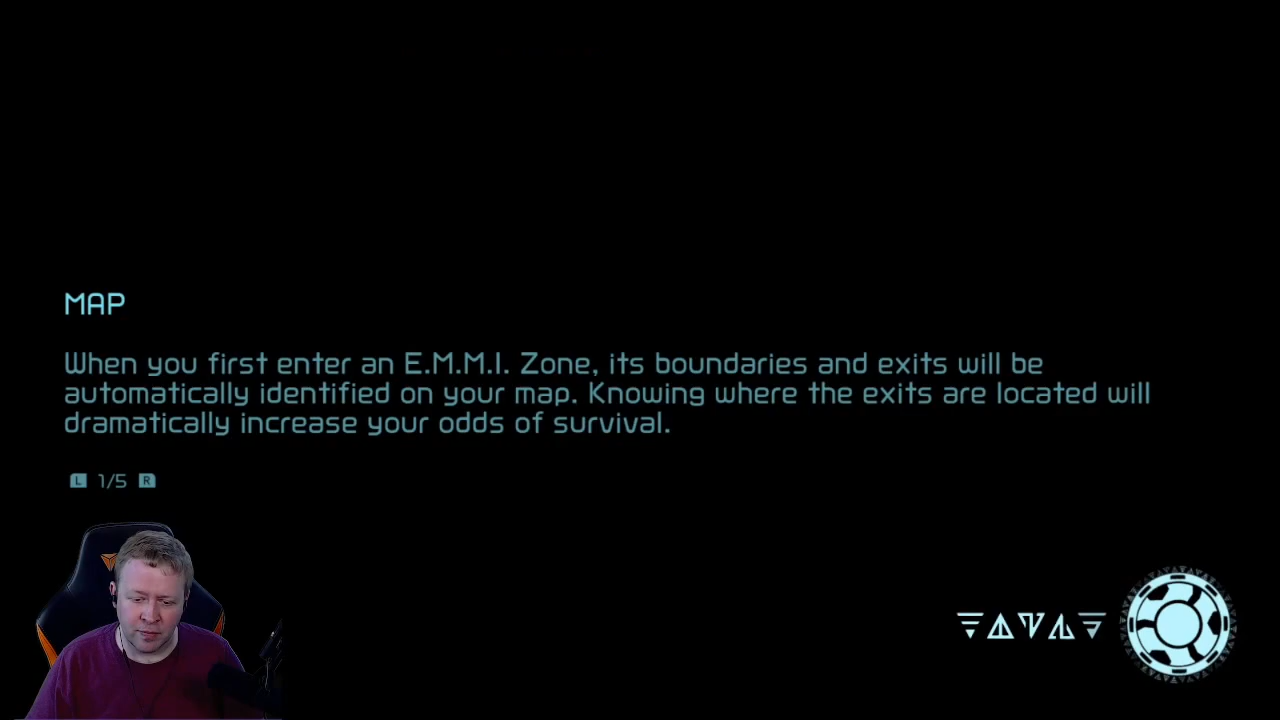 MAP
When you first enter an E.M.M.I. Zone, its boundaries and exits will be
automatically identified on your map. Knowing where the exits are located will
dramatically increase your odds of survival.
L 1/5 R